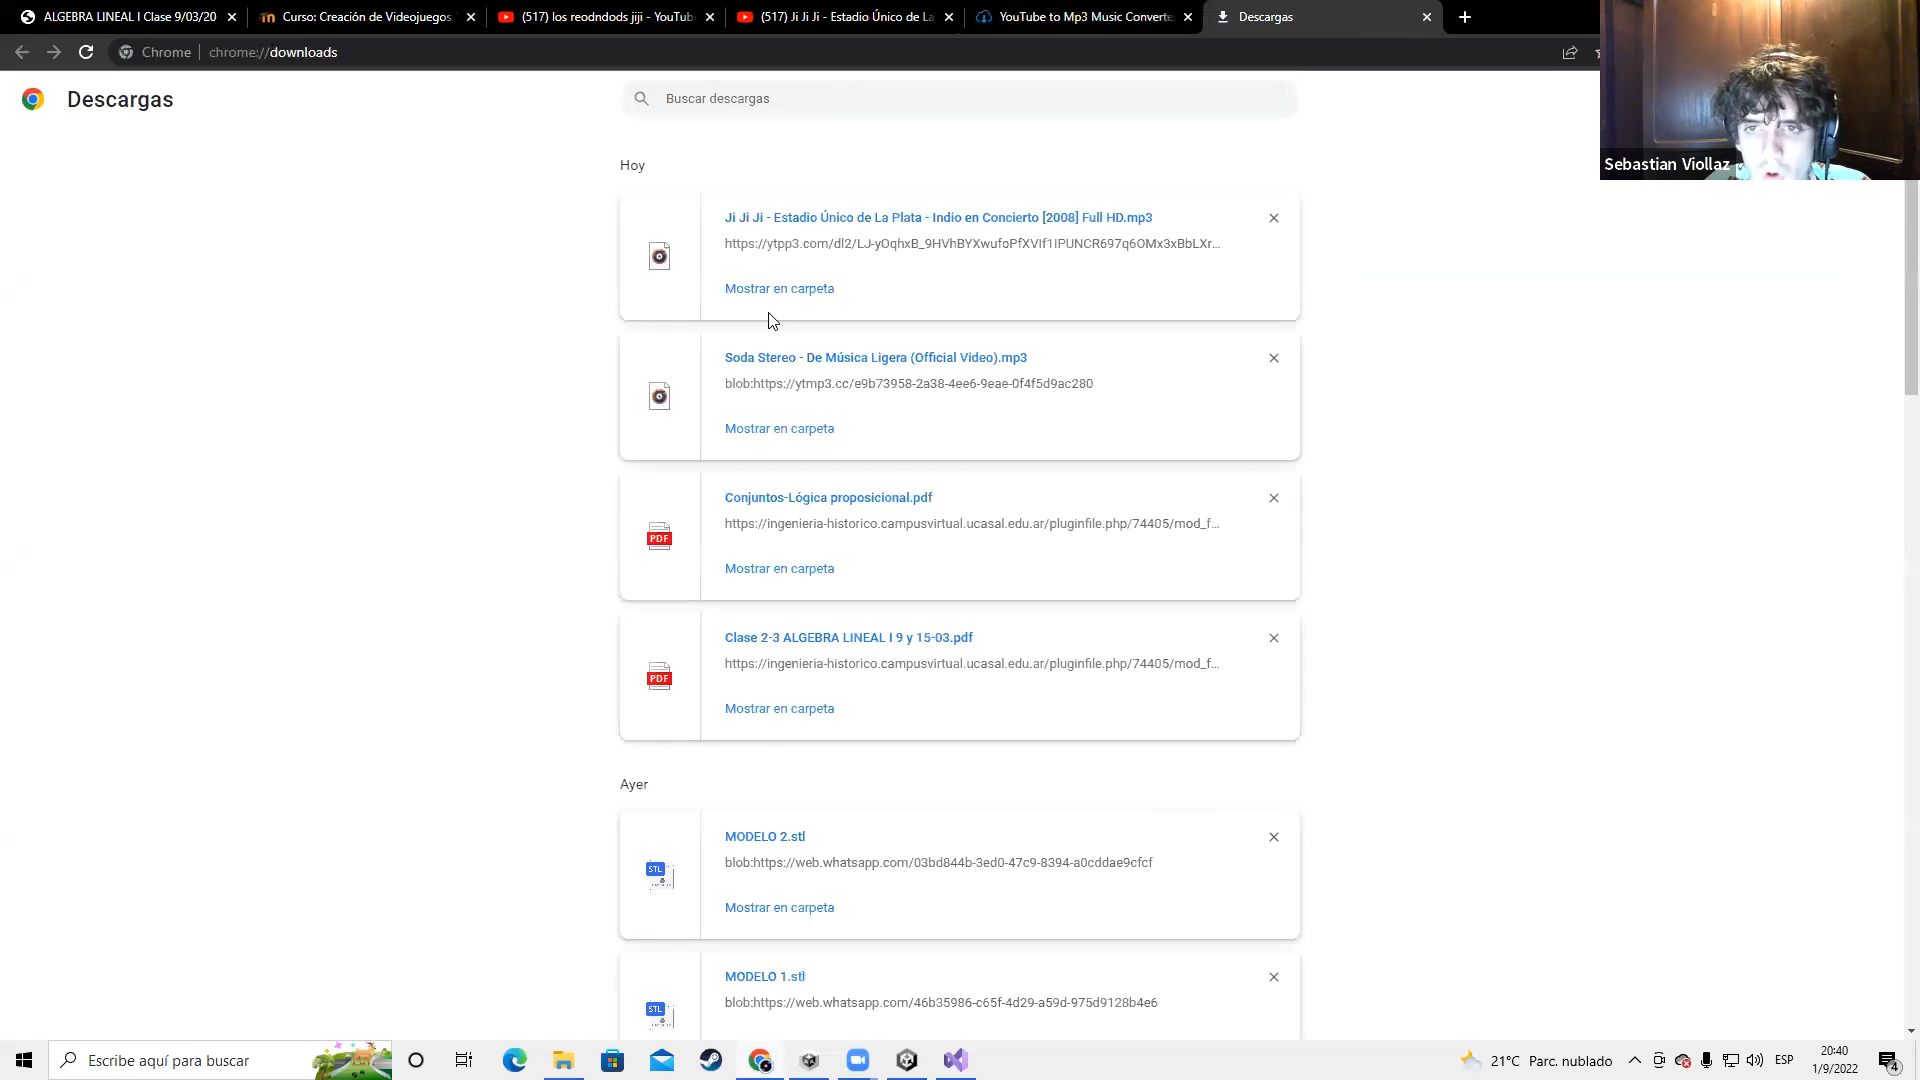 ALGEBRA LINEAL I Clase 9/03/20
Curso: Creación de Videojuegos
(517) los reodndods jiji - YouTub
(517) Ji Ji Ji - Estadio Único de La
YouTube to Mp3 Music Converte
Descargas
Chrome
chrome://downloads
Descargas
Buscar descargas
Sebastian Viollaz
Hoy
Ji Ji Ji - Estadio Único de La Plata - Indio en Concierto [2008] Full HD.mp3
https://ytpp3.com/dl2/LJ-yOqhxB_9HVhBYXwufoPfXVIf1IPUNCR697q6OMx3xBbLXr...
Mostrar en carpeta
Soda Stereo - De Música Ligera (Official Video).mp3
blob:https://ytmp3.cc/e9b73958-2a38-4ee6-9eae-0f4f5d9ac280
Mostrar en carpeta
PDF
Conjuntos-Lógica proposicional.pdf
https://ingenieria-historico.campusvirtual.ucasal.edu.ar/pluginfile.php/74405/mod_f...
Mostrar en carpeta
PDF
Clase 2-3 ALGEBRA LINEAL I 9 y 15-03.pdf
https://ingenieria-historico.campusvirtual.ucasal.edu.ar/pluginfile.php/74405/mod_f...
Mostrar en carpeta
Ayer
STL
MODELO 2.stl
blob:https://web.whatsapp.com/03bd844b-3ed0-47c9-8394-a0cddae9cfcf
Mostrar en carpeta
STL
MODELO 1.stl
blob:https://web.whatsapp.com/46b35986-c65f-4d29-a59d-975d9128b4e6
Escribe aquí para buscar
21°C Parc. nublado
ESP
20:40
1/9/2022
4